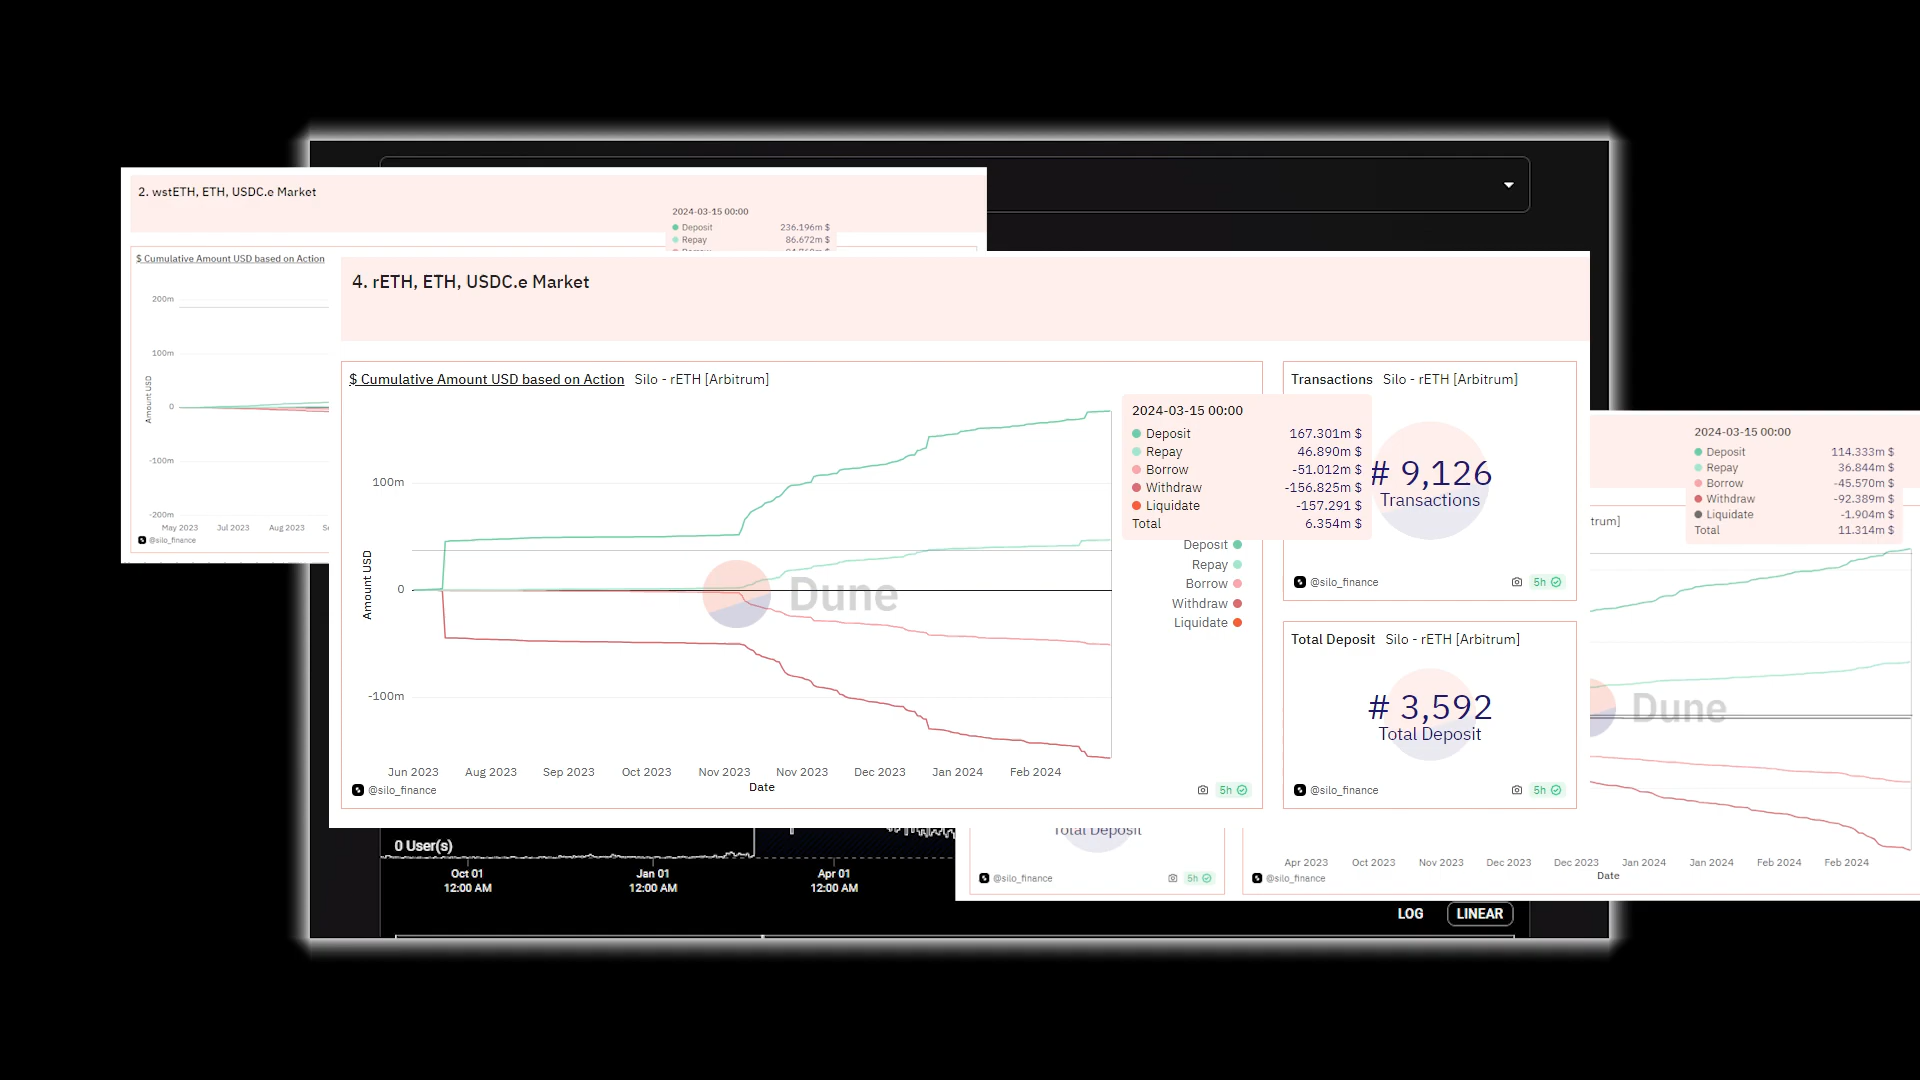 2. wstETH, ETH, USDC.e Market
2024-03-15 00:00
Deposit 236.196m $
Repay 86.672m $
$ Cumulative Amount USD based on Action
200m
100m
0
-100m
-200m
Amount USD
May 2023 Jul 2023 Aug 2023
@silo_finance
4. rETH, ETH, USDC.e Market
$ Cumulative Amount USD based on Action Silo - rETH [Arbitrum]
2024-03-15 00:00
Deposit 167.301m $
Repay 46.890m $
Borrow -51.012m $
Withdraw -156.825m $
Liquidate -157.291 $
Total 6.354m $
Deposit
Repay
Borrow
Withdraw
Liquidate
100m
0
-100m
Amount USD
Dune
Jun 2023 Aug 2023 Sep 2023 Oct 2023 Nov 2023 Nov 2023 Dec 2023 Jan 2024 Feb 2024
Date
@silo_finance
5h
Transactions Silo - rETH [Arbitrum]
# 9,126
Transactions
@silo_finance
5h
Total Deposit Silo - rETH [Arbitrum]
# 3,592
Total Deposit
@silo_finance
5h
trum]
2024-03-15 00:00
Deposit 114.333m $
Repay 36.844m $
Borrow -45.570m $
Withdraw -92.389m $
Liquidate -1.904m $
Total 11.314m $
Dune
Apr 2023 Oct 2023 Nov 2023 Dec 2023 Dec 2023 Jan 2024 Jan 2024 Feb 2024 Feb 2024
Date
@silo_finance
Total Deposit
@silo_finance
5h
0 User(s)
Oct 01 Jan 01 Apr 01
12:00 AM 12:00 AM 12:00 AM
LOG LINEAR